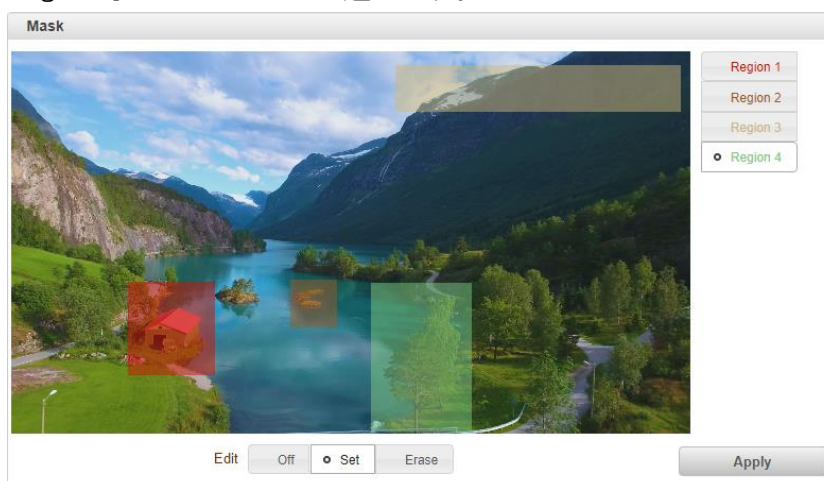 Mask
Region 1
Region 2
Region 3
Region 4
Edit
Off
Set
Erase
Apply